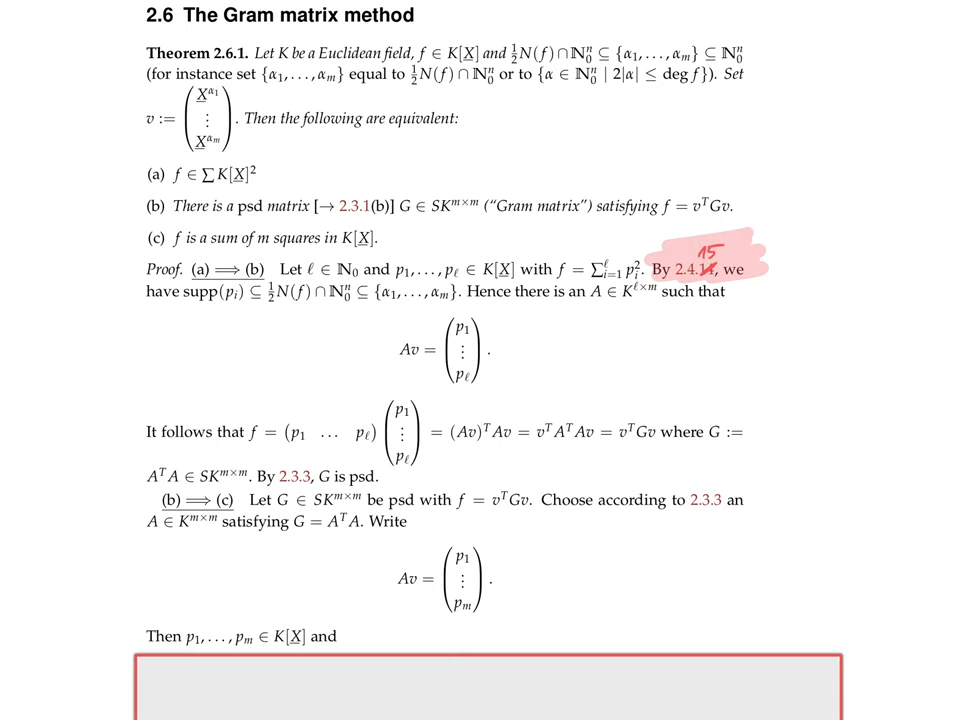 2.6 The Gram matrix method
Theorem 2.6.1. Let K be a Euclidean field, f ∈ K[X̲] and ½N(f) ∩ ℕ₀ⁿ ⊆ {α₁, . . . , αₘ} ⊆ ℕ₀ⁿ
(for instance set {α₁, . . . , αₘ} equal to ½N(f) ∩ ℕ₀ⁿ or to {α ∈ ℕ₀ⁿ | 2|α| ≤ deg f}). Set
v := (X̲^α₁ ⋮ X̲^αₘ). Then the following are equivalent:
(a) f ∈ ∑ K[X̲]²
(b) There is a psd matrix [→ 2.3.1(b)] G ∈ SK^{m×m} (“Gram matrix”) satisfying f = vᵀGv.
(c) f is a sum of m squares in K[X̲].
15
Proof. (a) ⟹ (b) Let ℓ ∈ ℕ₀ and p₁, . . . , p_ℓ ∈ K[X̲] with f = ∑_{i=1}^ℓ pᵢ². By 2.4.14, we
have supp(pᵢ) ⊆ ½N(f) ∩ ℕ₀ⁿ ⊆ {α₁, . . . , αₘ}. Hence there is an A ∈ K^{ℓ×m} such that
Av = (p₁ ⋮ p_ℓ).
It follows that f = (p₁ . . . p_ℓ) (p₁ ⋮ p_ℓ) = (Av)ᵀAv = vᵀAᵀAv = vᵀGv where G :=
AᵀA ∈ SK^{m×m}. By 2.3.3, G is psd.
(b) ⟹ (c) Let G ∈ SK^{m×m} be psd with f = vᵀGv. Choose according to 2.3.3 an
A ∈ K^{m×m} satisfying G = AᵀA. Write
Av = (p₁ ⋮ pₘ).
Then p₁, . . . , pₘ ∈ K[X̲] and